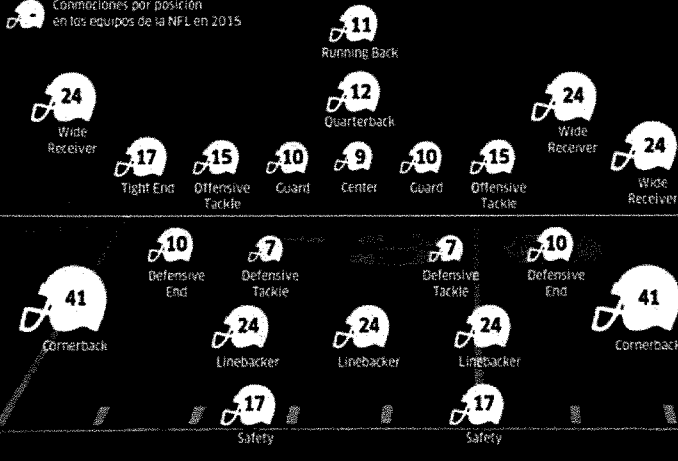 Conmociones por posición
en los equipos de la NFL en 2015
11
Running Back
24
12
24
Quarterback
Wide
Receiver
Wide
Receiver
24
17
15
10
9
10
15
Tight End
Offensive
Tackle
Guard
Center
Guard
Offensive
Tackle
Wide
Receiver
10
7
7
10
Defensive
End
Defensive
Tackle
Defensive
Tackle
Defensive
End
41
41
24
24
24
Cornerback
Cornerback
Linebacker
Linebacker
Linebacker
17
17
Safety
Safety